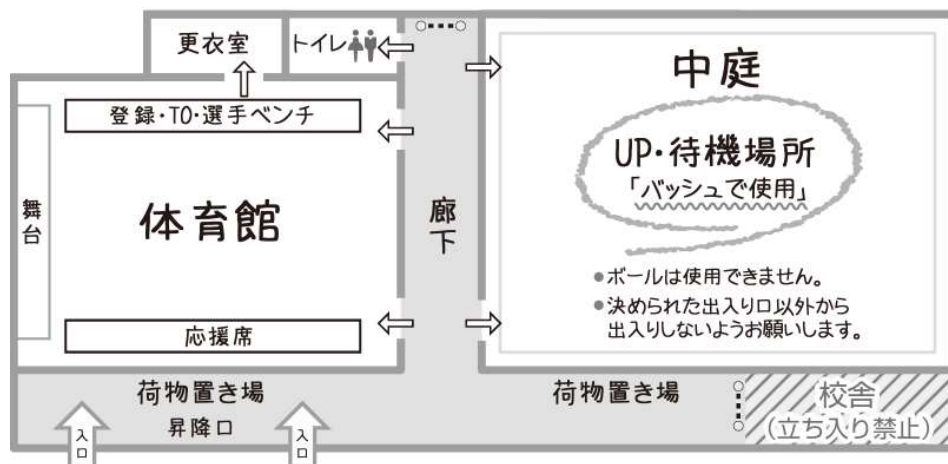 更衣室
トイレ
中庭
登録・TO・選手ベンチ
UP・待機場所
「バッシュで使用」
舞台
体育館
廊下
●ボールは使用できません。
●決められた出入り口以外から
出入りしないようお願いします。
応援席
荷物置き場
昇降口
荷物置き場
校舎
(立ち入り禁止)
入口
入口